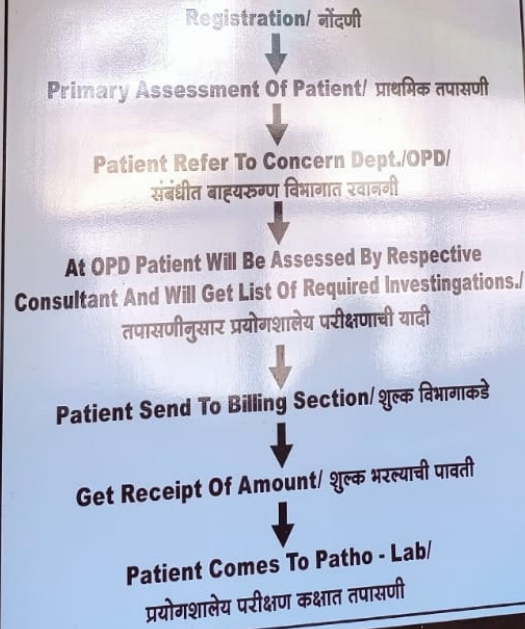 Registration/ नोंदणी
Primary Assessment Of Patient/ प्राथमिक तपासणी
Patient Refer To Concern Dept./OPD/
संबंधीत बाहयरुग्ण विभागात रवानगी
At OPD Patient Will Be Assessed By Respective
Consultant And Will Get List Of Required Investingations./
तपासणीनुसार प्रयोगशालेय परीक्षणाची यादी
Patient Send To Billing Section/ शुल्क विभागाकडे
Get Receipt Of Amount/ शुल्क भरल्याची पावती
Patient Comes To Patho - Lab/
प्रयोगशालेय परीक्षण कक्षात तपासणी